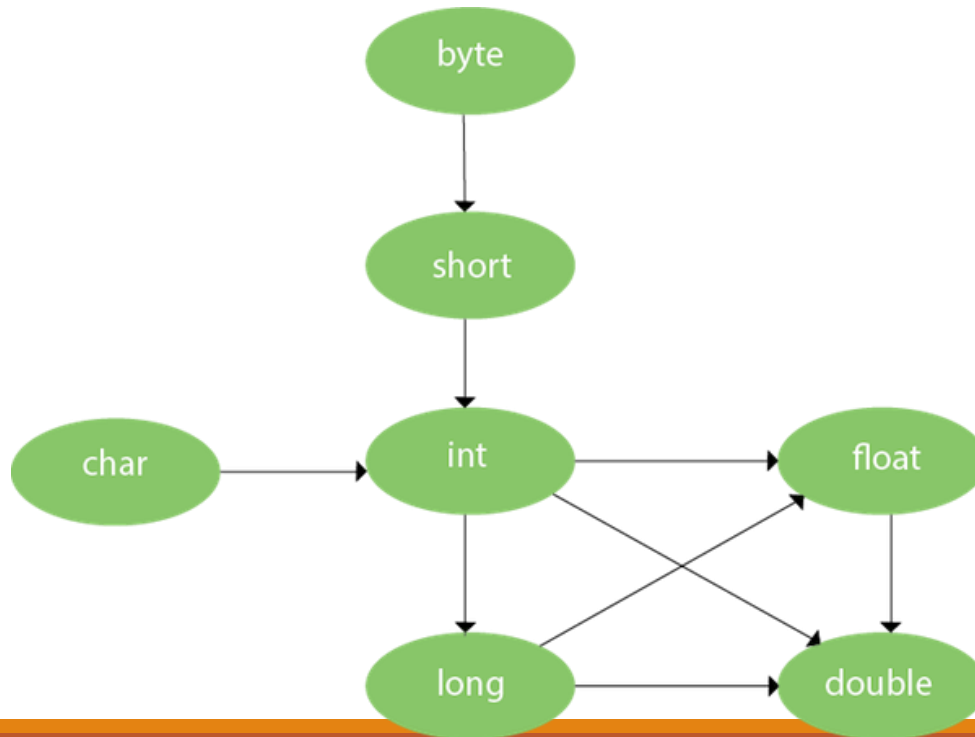 byte
short
char
int
float
long
double